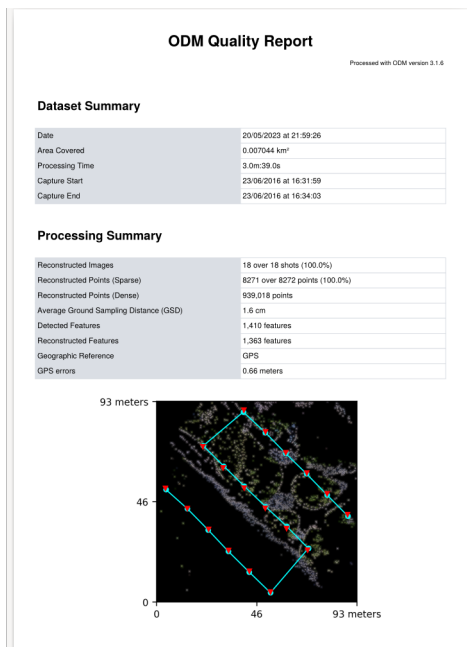 ODM Quality Report
Processed with ODM version 3.1.6
Dataset Summary
Date 20/05/2023 at 21:59:26
Area Covered 0.007044 km²
Processing Time 3.0m:39.0s
Capture Start 23/06/2016 at 16:31:59
Capture End 23/06/2016 at 16:34:03
Processing Summary
Reconstructed Images 18 over 18 shots (100.0%)
Reconstructed Points (Sparse) 8271 over 8272 points (100.0%)
Reconstructed Points (Dense) 939,018 points
Average Ground Sampling Distance (GSD) 1.6 cm
Detected Features 1,410 features
Reconstructed Features 1,363 features
Geographic Reference GPS
GPS errors 0.66 meters
93 meters
46
0
0 46 93 meters